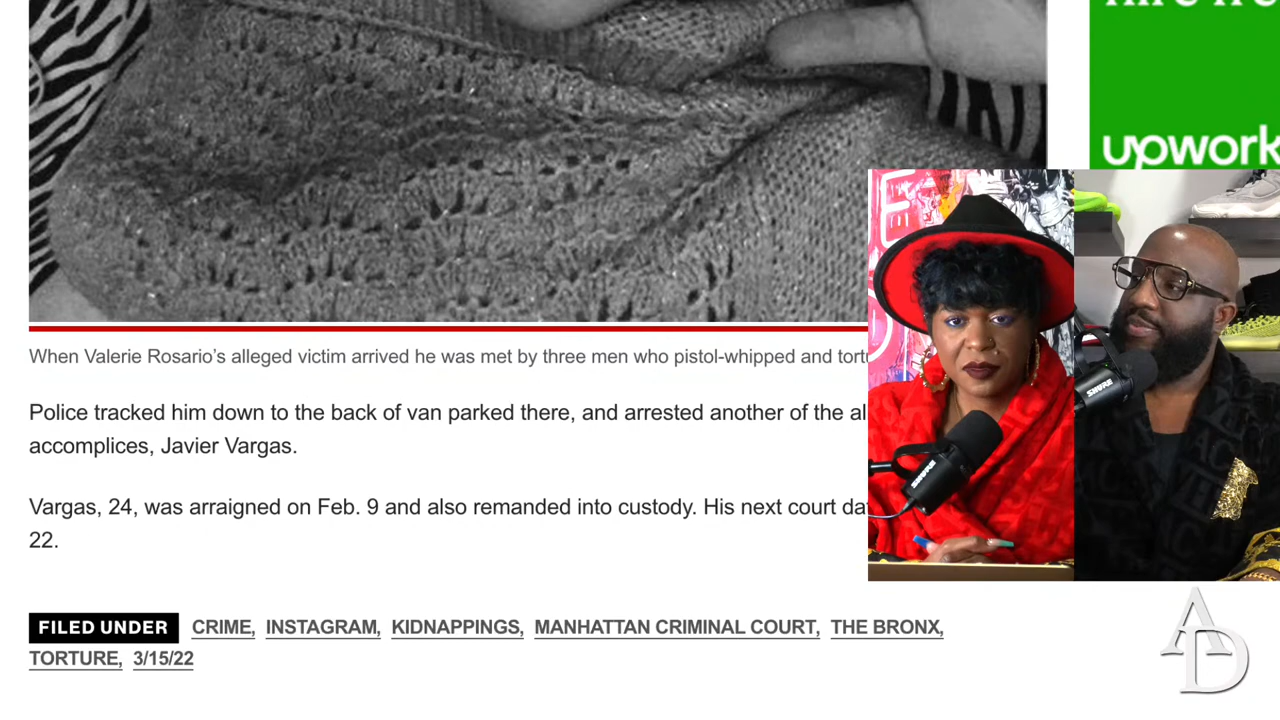 upwork
When Valerie Rosario’s alleged victim arrived he was met by three men who pistol-whipped and
Police tracked him down to the back of van parked there, and arrested another of the
accomplices, Javier Vargas.
Vargas, 24, was arraigned on Feb. 9 and also remanded into custody. His next court
22.
SHURE
SHURE
FILED UNDER CRIME, INSTAGRAM, KIDNAPPINGS, MANHATTAN CRIMINAL COURT, THE BRONX,
TORTURE, 3/15/22
AD